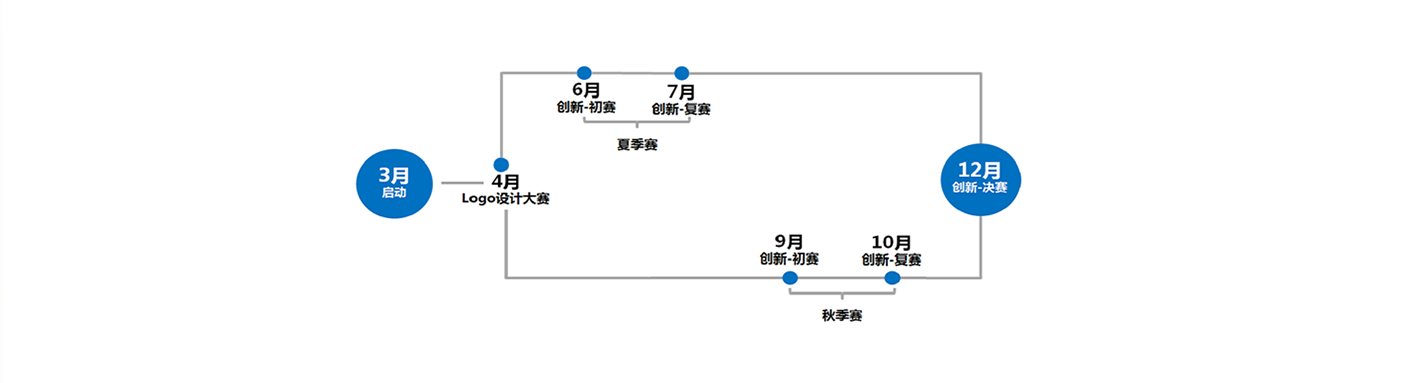 6月
创新-初赛
7月
创新-复赛
夏季赛
3月
启动
4月
Logo设计大赛
12月
创新-决赛
9月
创新-初赛
10月
创新-复赛
秋季赛